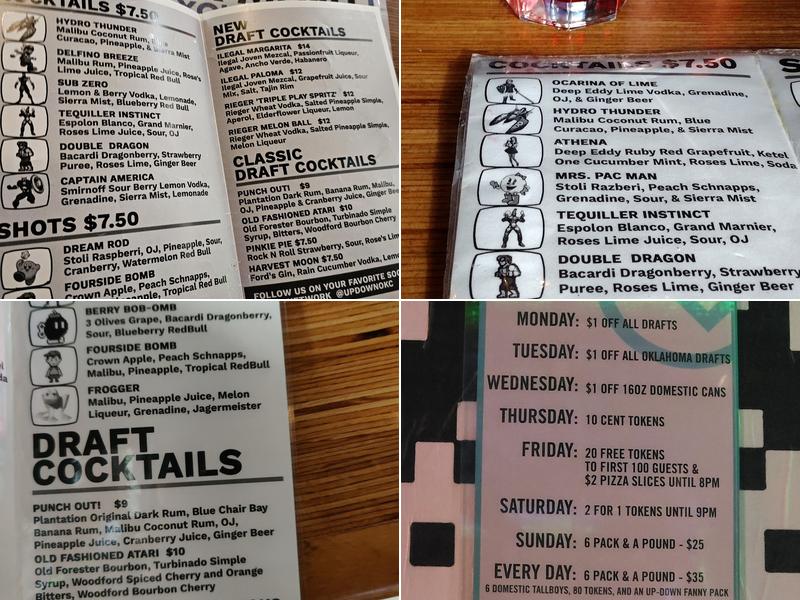 COCKTAILS $7.50
HYDRO THUNDER
Malibu Coconut Rum, Blue
Curacao, Pineapple, & Sierra Mist
DELFINO BREEZE
Malibu Rum, Pineapple Juice, Rose's
Lime Juice, Tropical Red Bull
SUB ZERO
Lemon & Berry Vodka, Lemonade,
Sierra Mist, Blueberry Red Bull
TEQUILLER INSTINCT
Espolon Blanco, Grand Marnier,
Roses Lime Juice, Sour, OJ
DOUBLE DRAGON
Bacardi Dragonberry, Strawberry
Puree, Roses Lime, Ginger Beer
CAPTAIN AMERICA
Smirnoff Sour Berry Lemon Vodka,
Grenadine, Sierra Mist, Lemonade
SHOTS $7.50
DREAM ROD
Stoli Raspberri, OJ, Pineapple, Sour,
Cranberry, Watermelon Red Bull
FOURSIDE BOMB
Crown Apple, Peach Schnapps,
Pineapple, Tropical Red Bull
NEW
DRAFT COCKTAILS
ILEGAL MARGARITA $14
Ilegal Joven Mezcal, Passionfruit Liqueur,
Agave, Ancho Verde, Habanero
ILEGAL PALOMA $12
Ilegal Joven Mezcal, Grapefruit Juice, Sour
Mix, Salt, Tajin Rim
RIEGER 'TRIPLE PLAY SPRITZ' $12
Rieger Wheat Vodka, Salted Pineapple Simple,
Aperol, Elderflower Liqueur, Lemon
RIEGER MELON BALL $12
Rieger Wheat Vodka, Salted Pineapple Simple,
Melon Liqueur
CLASSIC
DRAFT COCKTAILS
PUNCH OUT! $9
Plantation Dark Rum, Banana Rum, Malibu,
OJ, Pineapple & Cranberry Juice, Ginger Beer
OLD FASHIONED ATARI $10
Old Forester Bourbon, Turbinado Simple
Syrup, Bitters, Woodford Bourbon Cherry
PINKIE PIE $7.50
Rock N Roll Strawberry, Sour, Rose's Lime
HARVEST MOON $7.50
Ford's Gin, Rain Cucumber Vodka,
FOLLOW US ON YOUR FAVORITE
NETWORK @UPDOWNOKC
COCKTAILS $7.50
OCARINA OF LIME
Deep Eddy Lime Vodka, Grenadine,
OJ, & Ginger Beer
HYDRO THUNDER
Malibu Coconut Rum, Blue
Curacao, Pineapple, & Sierra Mist
ATHENA
Deep Eddy Ruby Red Grapefruit, Ketel
One Cucumber Mint, Roses Lime, Soda
MRS. PAC MAN
Stoli Razberi, Peach Schnapps,
Grenadine, Sour, & Sierra Mist
TEQUILLER INSTINCT
Espolon Blanco, Grand Marnier,
Roses Lime Juice, Sour, OJ
DOUBLE DRAGON
Bacardi Dragonberry, Strawberry
Puree, Roses Lime, Ginger Beer
BERRY BOB-OMB
3 Olives Grape, Bacardi Dragonberry,
Sour, Blueberry RedBull
FOURSIDE BOMB
Crown Apple, Peach Schnapps,
Malibu, Pineapple, Tropical RedBull
FROGGER
Malibu, Pineapple Juice, Melon
Liqueur, Grenadine, Jagermeister
DRAFT
COCKTAILS
PUNCH OUT! $9
Plantation Original Dark Rum, Blue Chair Bay
Banana Rum, Malibu Coconut Rum, OJ,
Pineapple Juice, Cranberry Juice, Ginger Beer
OLD FASHIONED ATARI $10
Old Forester Bourbon, Turbinado Simple
Syrup, Woodford Spiced Cherry and Orange
Bitters, Woodford Bourbon Cherry
MONDAY: $1 OFF ALL DRAFTS
TUESDAY: $1 OFF ALL OKLAHOMA DRAFTS
WEDNESDAY: $1 OFF 16OZ DOMESTIC CANS
THURSDAY: 10 CENT TOKENS
FRIDAY: 20 FREE TOKENS
TO FIRST 100 GUESTS &
$2 PIZZA SLICES UNTIL 8PM
SATURDAY: 2 FOR 1 TOKENS UNTIL 9PM
SUNDAY: 6 PACK & A POUND - $25
EVERY DAY: 6 PACK & A POUND - $35
6 DOMESTIC TALLBOYS, 80 TOKENS, AND AN UP-DOWN FANNY PACK